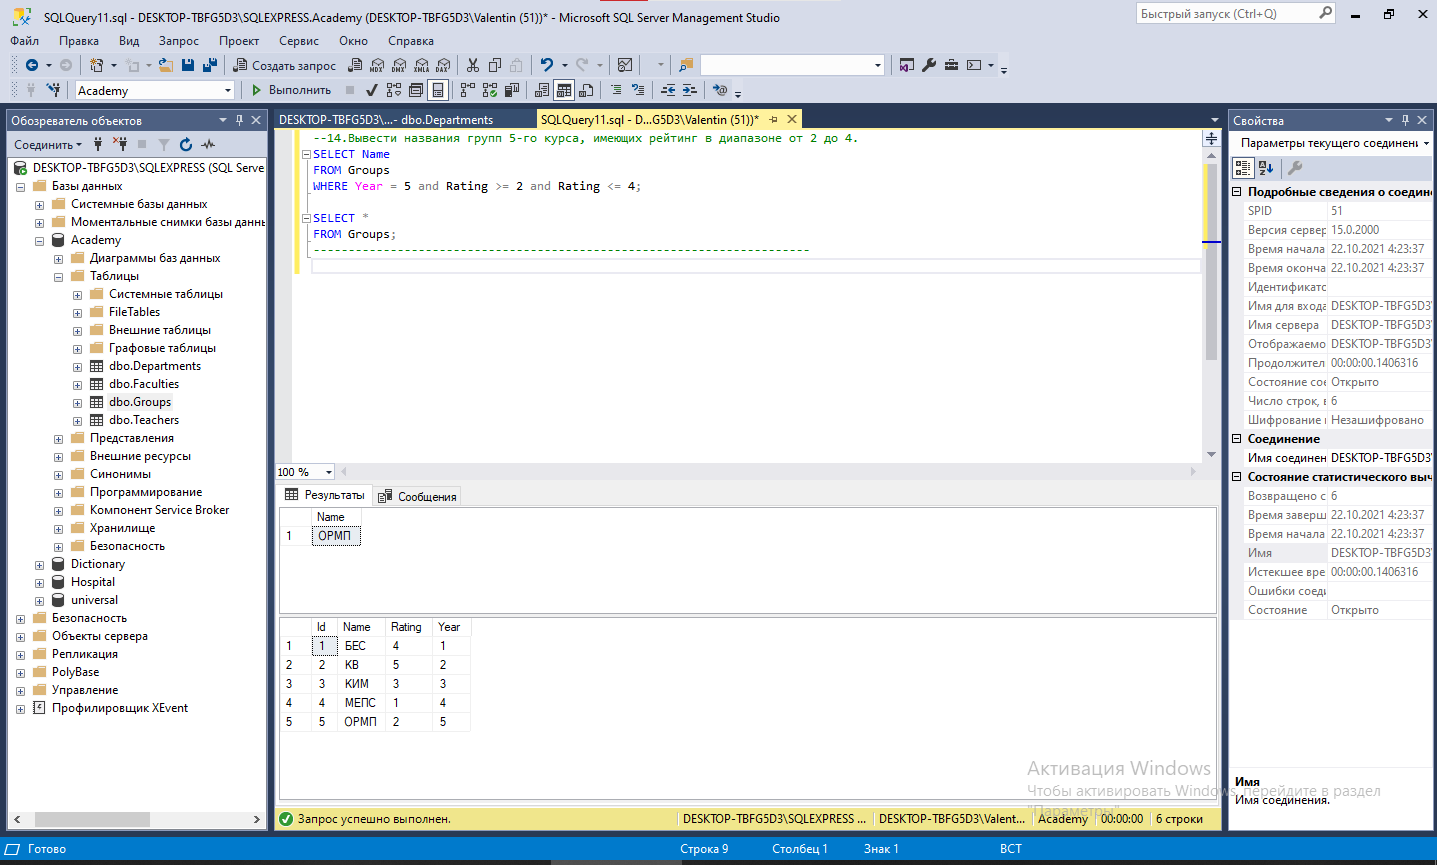 SQLQuery11.sql - DESKTOP-TBFG5D3\SQLEXPRESS.Academy (DESKTOP-TBFG5D3\Valentin (51))* - Microsoft SQL Server Management Studio
Быстрый запуск (Ctrl+Q)
Файл Правка Вид Запрос Проект Сервис Окно Справка
Создать запрос MDX DMX XMLA DAX
Academy Выполнить
Обозреватель объектов
Соединить
DESKTOP-TBFG5D3\SQLEXPRESS (SQL Serve
Базы данных
Системные базы данных
Моментальные снимки базы данн
Academy
Диаграммы баз данных
Таблицы
Системные таблицы
FileTables
Внешние таблицы
Графовые таблицы
dbo.Departments
dbo.Faculties
dbo.Groups
dbo.Teachers
Представления
Внешние ресурсы
Синонимы
Программирование
Компонент Service Broker
Хранилище
Безопасность
Dictionary
Hospital
universal
Безопасность
Объекты сервера
Репликация
PolyBase
Управление
Профилировщик XEvent
DESKTOP-TBFG5D3\...- dbo.Departments
SQLQuery11.sql - D...G5D3\Valentin (51))*
--14.Вывести названия групп 5-го курса, имеющих рейтинг в диапазоне от 2 до 4.
SELECT Name
FROM Groups
WHERE Year = 5 and Rating >= 2 and Rating <= 4;
SELECT *
FROM Groups;
-----------------------------------------------------------------------
100 %
Результаты Сообщения
Name
1 ОРМП
Id Name Rating Year
1 1 БЕС 4 1
2 2 КВ 5 2
3 3 КИМ 3 3
4 4 МЕПС 1 4
5 5 ОРМП 2 5
Запрос успешно выполнен. DESKTOP-TBFG5D3\SQLEXPRESS ... DESKTOP-TBFG5D3\Valent... Academy 00:00:00 6 строки
Свойства
Параметры текущего соединени
Подробные сведения о соедин
SPID 51
Версия сервер 15.0.2000
Время начала 22.10.2021 4:23:37
Время оконча 22.10.2021 4:23:37
Идентификатс
Имя для входа DESKTOP-TBFG5D3\
Имя сервера DESKTOP-TBFG5D3\
Отображаемо DESKTOP-TBFG5D3\
Продолжител 00:00:00.1406316
Состояние сое Открыто
Число строк, в 6
Шифрование Незашифровано
Соединение
Имя соединен DESKTOP-TBFG5D3\
Состояние статистического выч
Возвращено с 6
Время заверш 22.10.2021 4:23:37
Время начала 22.10.2021 4:23:37
Имя DESKTOP-TBFG5D3\
Истекшее вре 00:00:00.1406316
Ошибки соеди
Состояние Открыто
Имя
Имя соединения.
Активация Windows
Чтобы активировать Windows, перейдите в раздел
"Параметры".
Готово Строка 9 Столбец 1 Знак 1 ВСТ